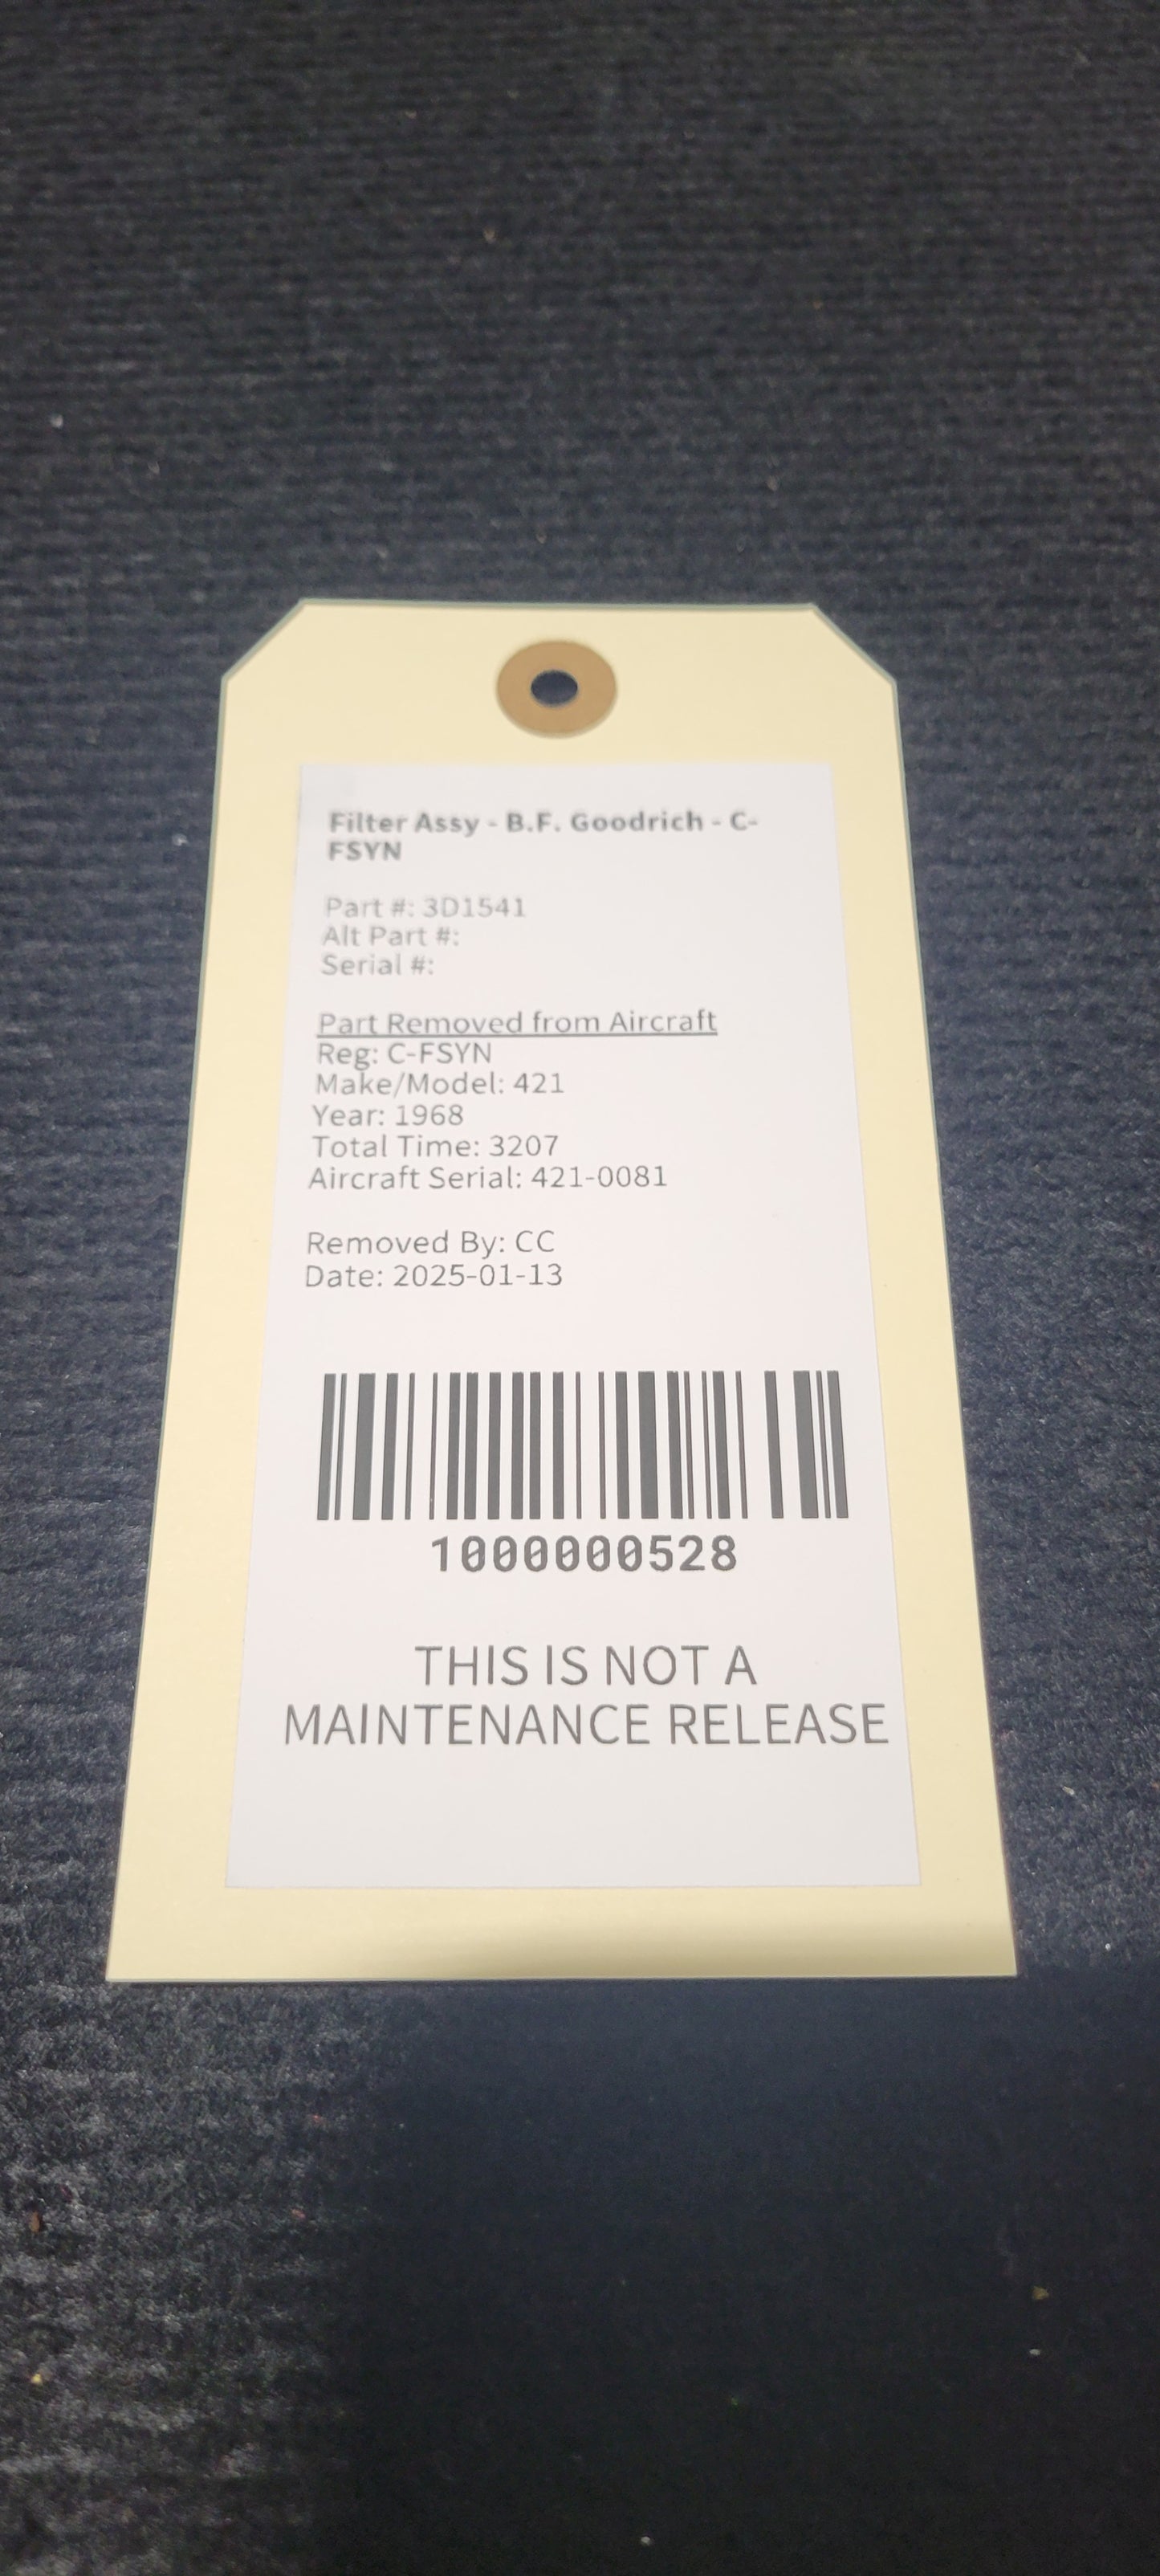 Filter Assy - B.F. Goodrich - C-
FSYN
Part #: 3D1541
Alt Part #:
Serial #:
Part Removed from Aircraft
Reg: C-FSYN
Make/Model: 421
Year: 1968
Total Time: 3207
Aircraft Serial: 421-0081
Removed By: CC
Date: 2025-01-13
1000000528
THIS IS NOT A
MAINTENANCE RELEASE